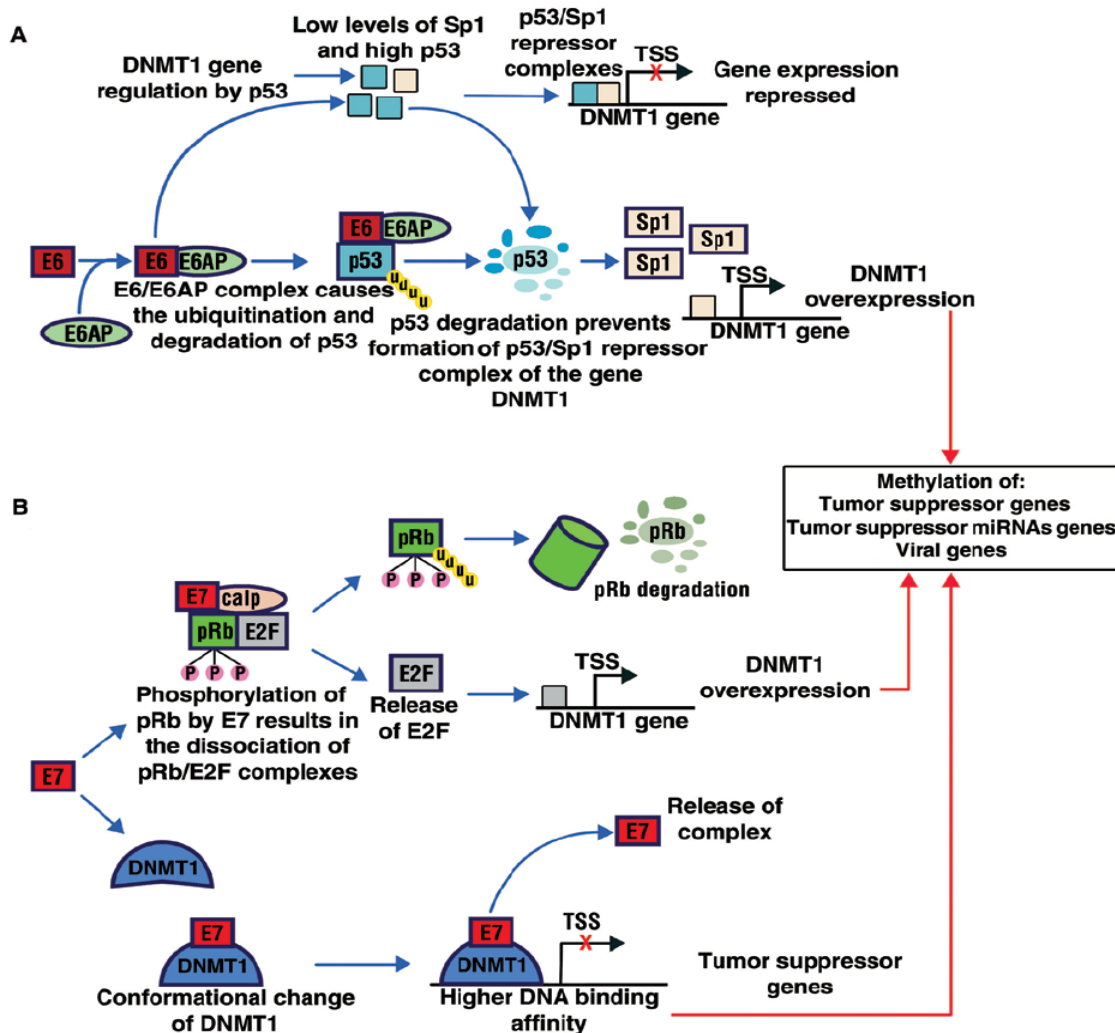 A
DNMT1 gene
regulation by p53
Low levels of Sp1
and high p53
p53/Sp1
repressor
complexes
TSS
X
DNMT1 gene
Gene expression
repressed
E6
E6AP
E6 E6AP
E6/E6AP complex causes
the ubiquitination and
degradation of p53
E6 E6AP
p53
u u u u
p53
p53 degradation prevents
formation of p53/Sp1 repressor
complex of the gene
DNMT1
Sp1
Sp1
Sp1
TSS
DNMT1 gene
DNMT1
overexpression
Methylation of:
Tumor suppressor genes
Tumor suppressor miRNAs genes
Viral genes
B
E7
E7 calp
pRb E2F
P P P
Phosphorylation of
pRb by E7 results in
the dissociation of
pRb/E2F complexes
pRb
u u u u
P P P
pRb
pRb degradation
E2F
Release
of E2F
TSS
DNMT1 gene
DNMT1
overexpression
DNMT1
E7
DNMT1
Conformational change
of DNMT1
E7
DNMT1
TSS
X
Higher DNA binding
affinity
E7
Release of
complex
Tumor suppressor
genes